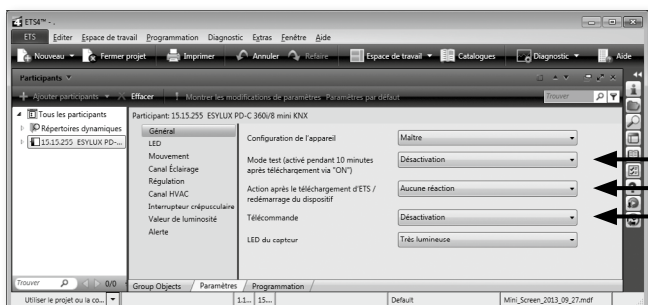 ETS4™ - .
ETS Editer Espace de travail Programmation Diagnostic Extras Fenêtre Aide
Nouveau Fermer projet Imprimer Annuler Refaire Espace de travail Catalogues Diagnostic Aide
Participants
Ajouter participants Effacer Montrer les modifications de paramètres Paramètres par défaut Trouver
Tous les participants
Répertoires dynamiques
15.15.255 ESYLUX PD-...
Participant: 15.15.255 ESYLUX PD-C 360i/8 mini KNX
Général
LED
Mouvement
Canal Éclairage
Régulation
Canal HVAC
Interrupteur crépusculaire
Valeur de luminosité
Alerte
Configuration de l'appareil Maître
Mode test (activé pendant 10 minutes après téléchargement via "ON") Désactivation
Action après le téléchargement d'ETS / redémarrage du dispositif Aucune réaction
Télécommande Désactivation
LED du capteur Très lumineuse
Trouver 0/0
Group Objects Paramètres Programmation
Utiliser le projet ou la co... 1.1... 15.... Default Mini_Screen_2013_09_27.mdf